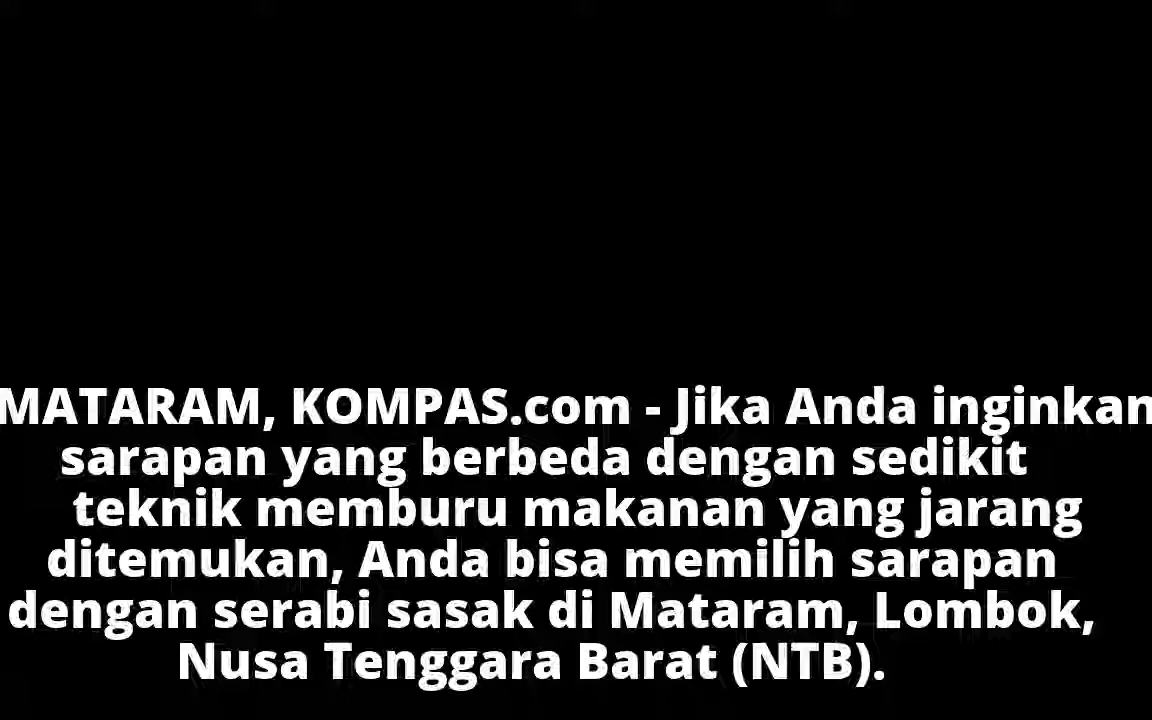 MATARAM, KOMPAS.com - Jika Anda inginkan
sarapan yang berbeda dengan sedikit
teknik memburu makanan yang jarang
ditemukan, Anda bisa memilih sarapan
dengan serabi sasak di Mataram, Lombok,
Nusa Tenggara Barat (NTB).